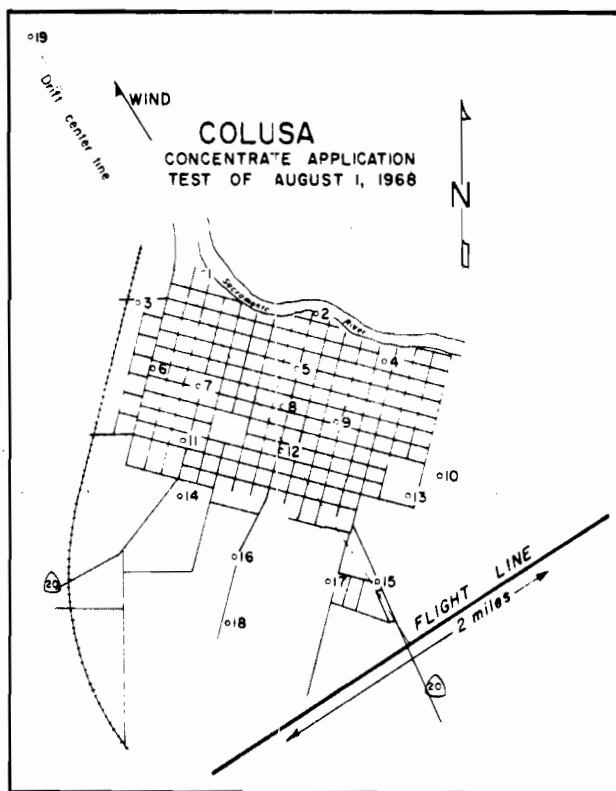 19
Drift center line
WIND
COLUSA
CONCENTRATE APPLICATION
TEST OF AUGUST 1, 1968
N
1
Sacramento River
2
3
4
5
6
7
8
9
10
11
12
13
14
15
16
17
18
20
FLIGHT LINE
2 miles
20